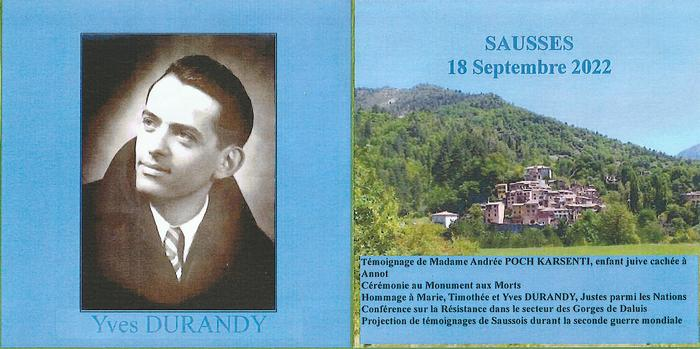 Yves DURANDY
SAUSSES
18 Septembre 2022
Témoignage de Madame Andrée POCH KARSENTI, enfant juive cachée à
Annot
Cérémonie au Monument aux Morts
Hommage à Marie, Timothée et Yves DURANDY, Justes parmi les Nations
Conférence sur la Résistance dans le secteur des Gorges de Daluis
Projection de témoignages de Saussois durant la seconde guerre mondiale